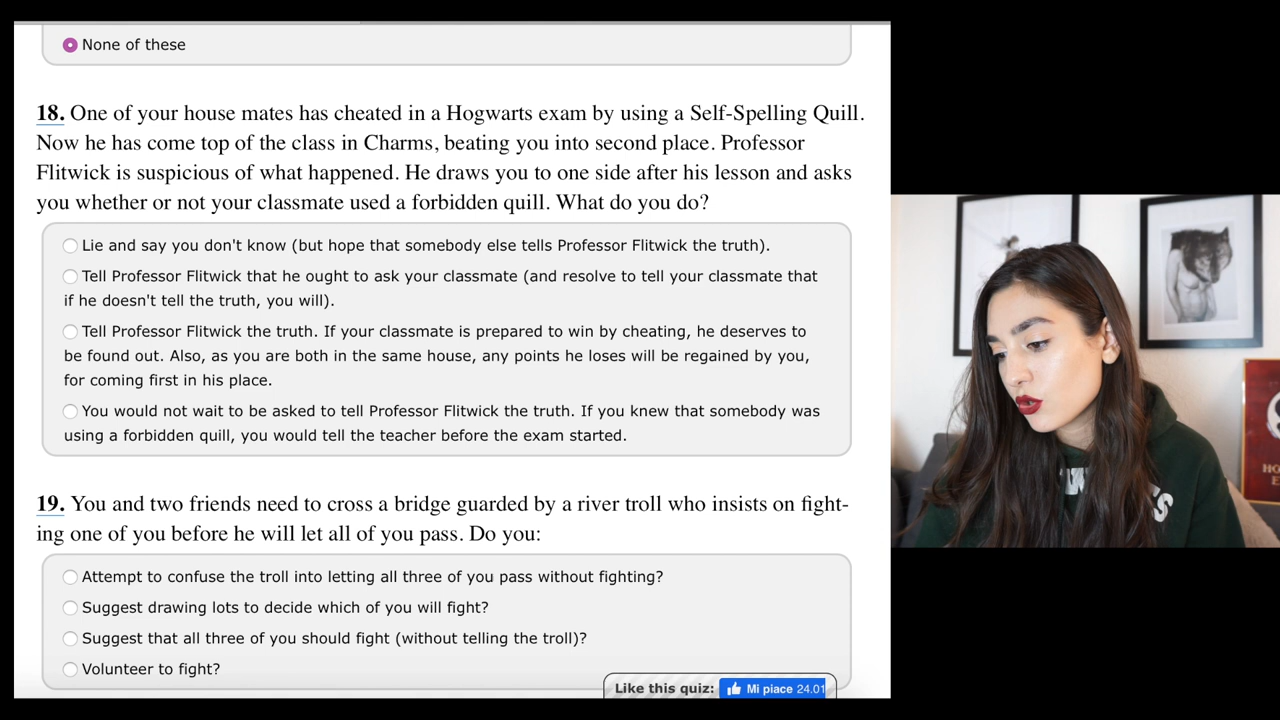 None of these
18. One of your house mates has cheated in a Hogwarts exam by using a Self-Spelling Quill.
Now he has come top of the class in Charms, beating you into second place. Professor
Flitwick is suspicious of what happened. He draws you to one side after his lesson and asks
you whether or not your classmate used a forbidden quill. What do you do?
Lie and say you don't know (but hope that somebody else tells Professor Flitwick the truth).
Tell Professor Flitwick that he ought to ask your classmate (and resolve to tell your classmate that
if he doesn't tell the truth, you will).
Tell Professor Flitwick the truth. If your classmate is prepared to win by cheating, he deserves to
be found out. Also, as you are both in the same house, any points he loses will be regained by you,
for coming first in his place.
You would not wait to be asked to tell Professor Flitwick the truth. If you knew that somebody was
using a forbidden quill, you would tell the teacher before the exam started.
19. You and two friends need to cross a bridge guarded by a river troll who insists on fight-
ing one of you before he will let all of you pass. Do you:
Attempt to confuse the troll into letting all three of you pass without fighting?
Suggest drawing lots to decide which of you will fight?
Suggest that all three of you should fight (without telling the troll)?
Volunteer to fight?
Like this quiz: Mi piace 24.01
HO
E